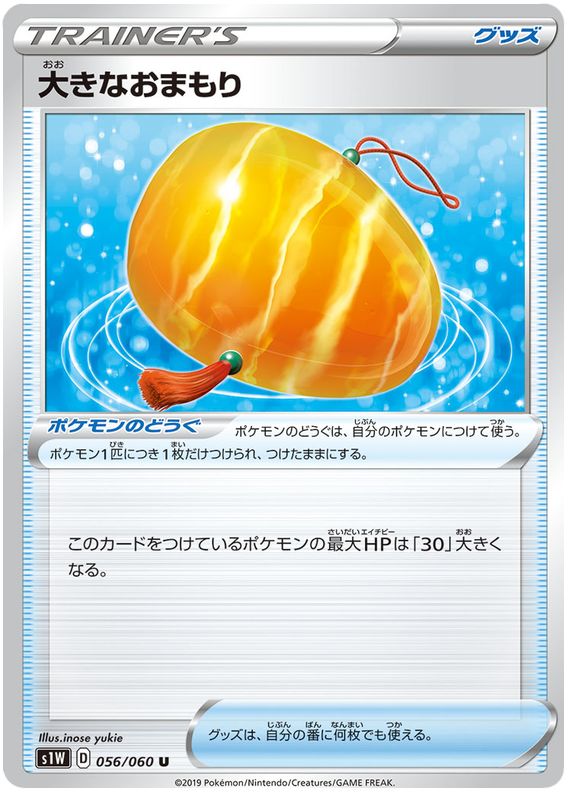 TRAINER'S グッズ
おお
大きなおまもり
ポケモンのどうぐ
じぶん つか
ポケモンのどうぐは、自分のポケモンにつけて使う。
びき まい
ポケモン1匹につき1枚だけつけられ、つけたままにする。
さいだいエイチピー おお
このカードをつけているポケモンの最大HPは「30」大きく
なる。
Illus.inose yukie
じぶん ばん なんまい つか
グッズは、自分の番に何枚でも使える。
s1W D 056/060 U
©2019 Pokémon/Nintendo/Creatures/GAME FREAK.